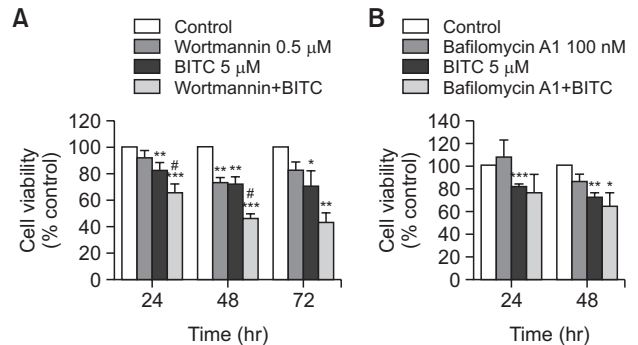 A
Control
Wortmannin 0.5 μM
BITC 5 μM
Wortmannin+BITC
Cell viability
(% control)
120
100
80
60
40
20
0
** # *** ** ** # *** * **
24 48 72
Time (hr)
B
Control
Bafilomycin A1 100 nM
BITC 5 μM
Bafilomycin A1+BITC
Cell viability
(% control)
140
120
100
80
60
40
20
0
*** ** *
24 48
Time (hr)